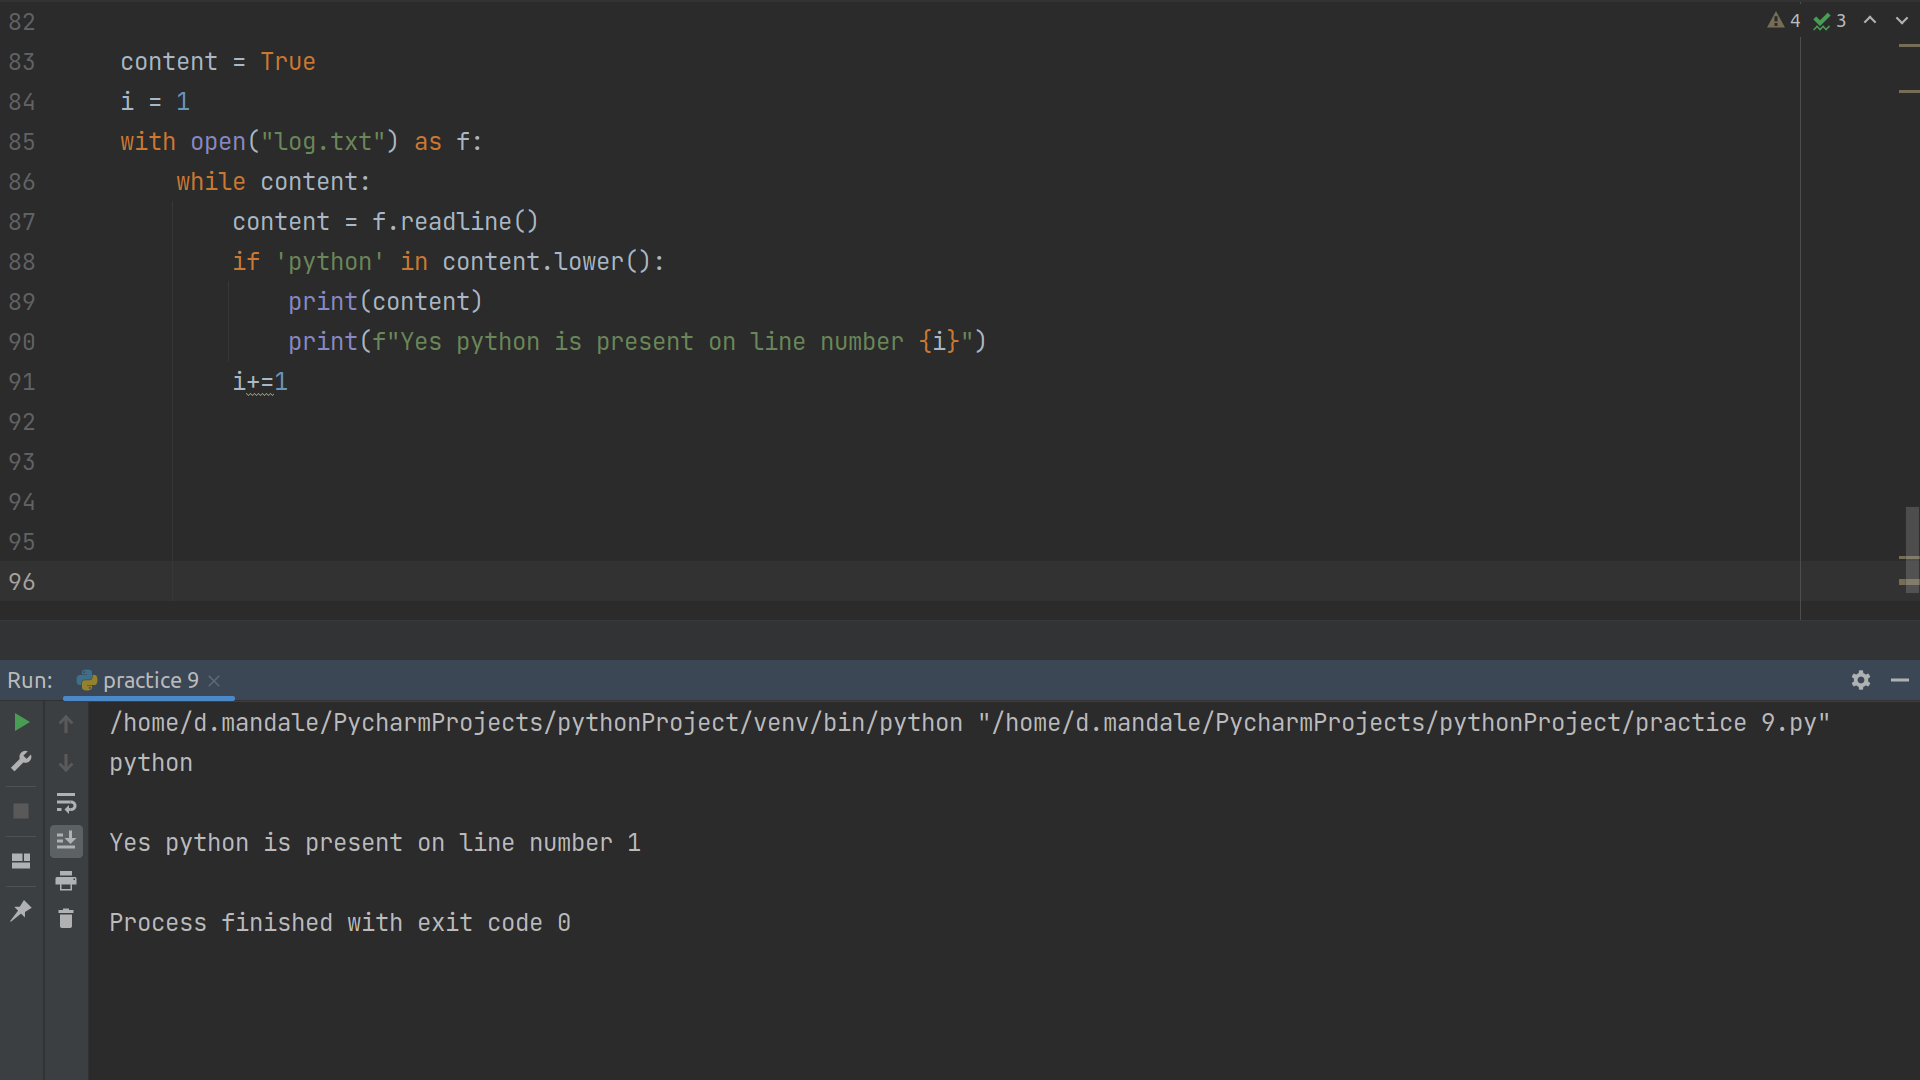 82
83 content = True
84 i = 1
85 with open("log.txt") as f:
86 while content:
87 content = f.readline()
88 if 'python' in content.lower():
89 print(content)
90 print(f"Yes python is present on line number {i}")
91 i+=1
92
93
94
95
96
4 3
Run: practice 9
/home/d.mandale/PycharmProjects/pythonProject/venv/bin/python "/home/d.mandale/PycharmProjects/pythonProject/practice 9.py"
python
Yes python is present on line number 1
Process finished with exit code 0